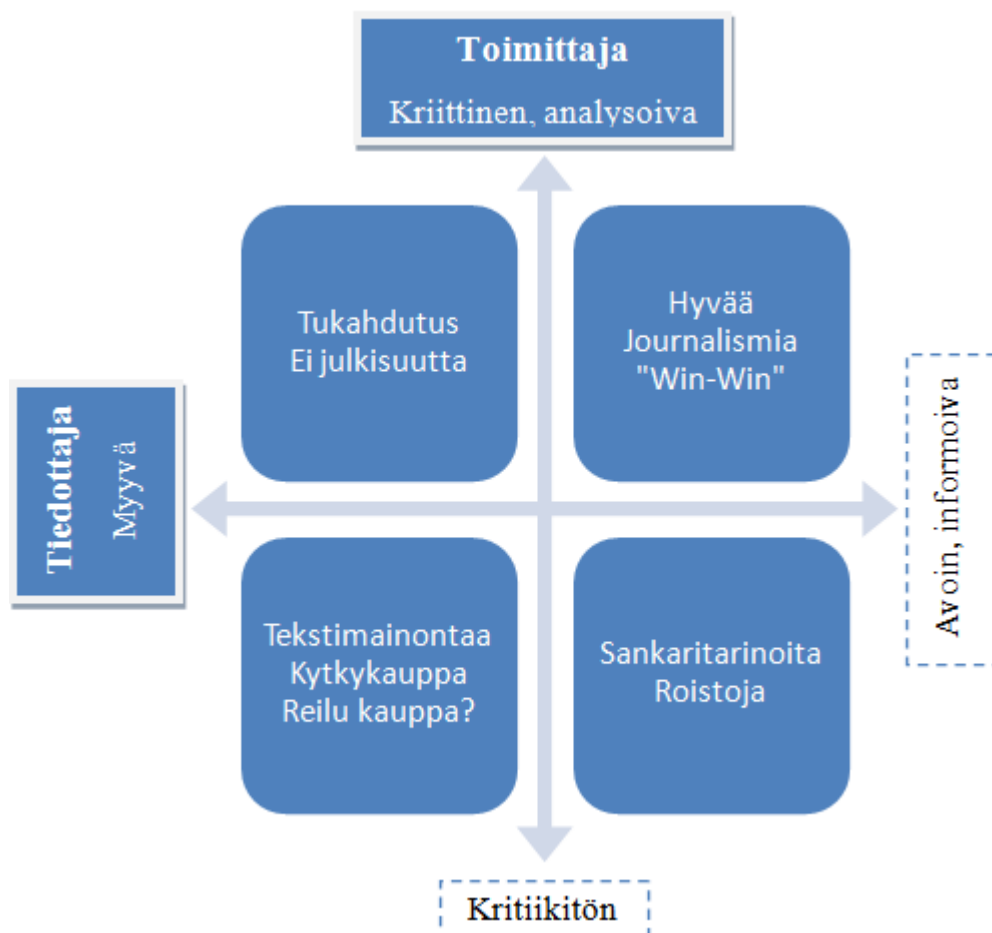 Toimittaja
Kriittinen, analysoiva
Tukahdutus
Ei julkisuutta
Hyvää
Journalismia
"Win-Win"
Tiedottaja
Myyvä
Avoin, informoiva
Tekstimainontaa
Kytkykauppa
Reilu kauppa?
Sankaritarinoita
Roistoja
Kritiikitön